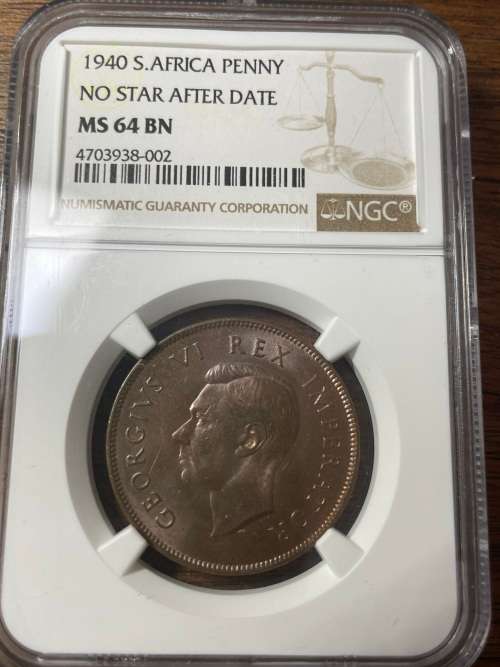 1940 S.AFRICA PENNY
NO STAR AFTER DATE
MS 64 BN
4703938-002
NUMISMATIC GUARANTY CORPORATION NGC®
GEORGIVS VI REX IMPERATOR